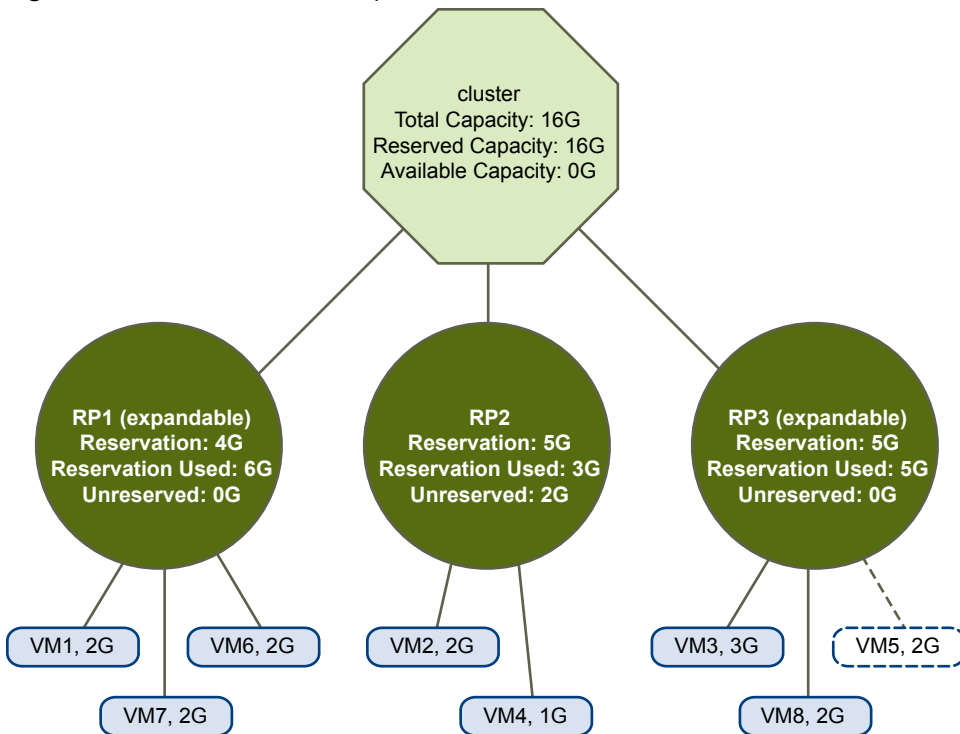 cluster
Total Capacity: 16G
Reserved Capacity: 16G
Available Capacity: 0G
RP1 (expandable)
Reservation: 4G
Reservation Used: 6G
Unreserved: 0G
RP2
Reservation: 5G
Reservation Used: 3G
Unreserved: 2G
RP3 (expandable)
Reservation: 5G
Reservation Used: 5G
Unreserved: 0G
VM1, 2G
VM6, 2G
VM2, 2G
VM3, 3G
VM5, 2G
VM7, 2G
VM4, 1G
VM8, 2G